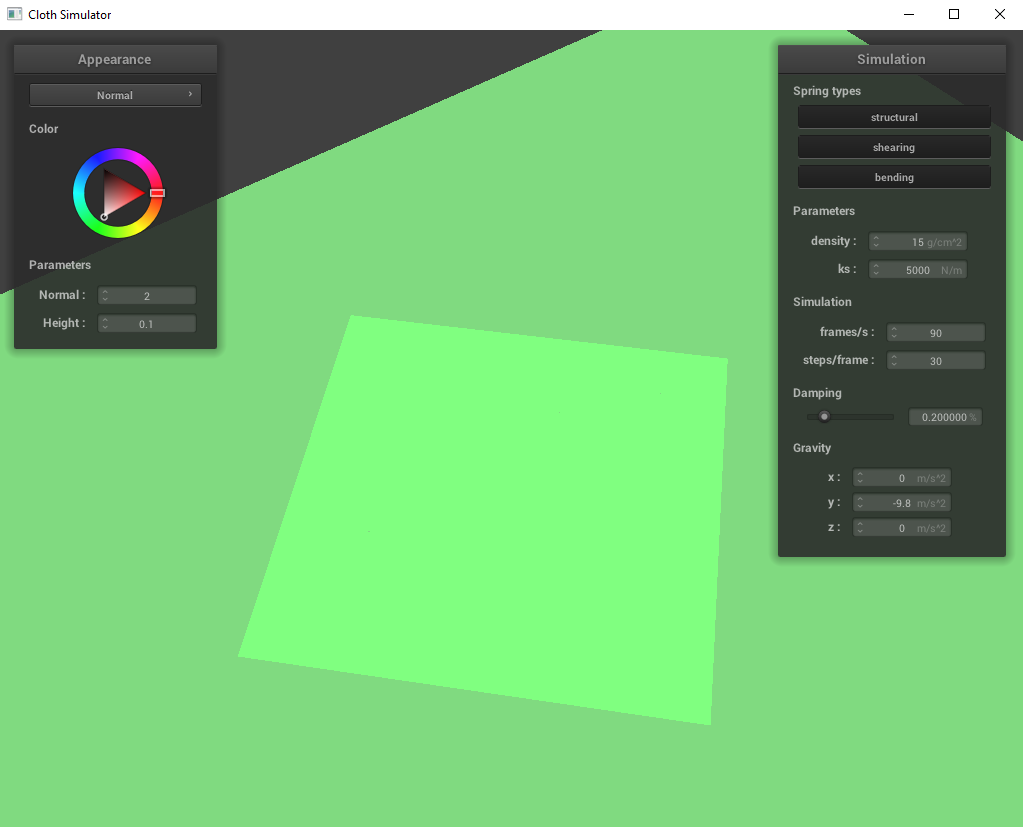 Cloth Simulator
Appearance
Normal
Color
Parameters
Normal : 2
Height : 0.1
Simulation
Spring types
structural
shearing
bending
Parameters
density : 15 g/cm^2
ks : 5000 N/m
Simulation
frames/s : 90
steps/frame : 30
Damping
0.200000 %
Gravity
x : 0 m/s^2
y : -9.8 m/s^2
z : 0 m/s^2